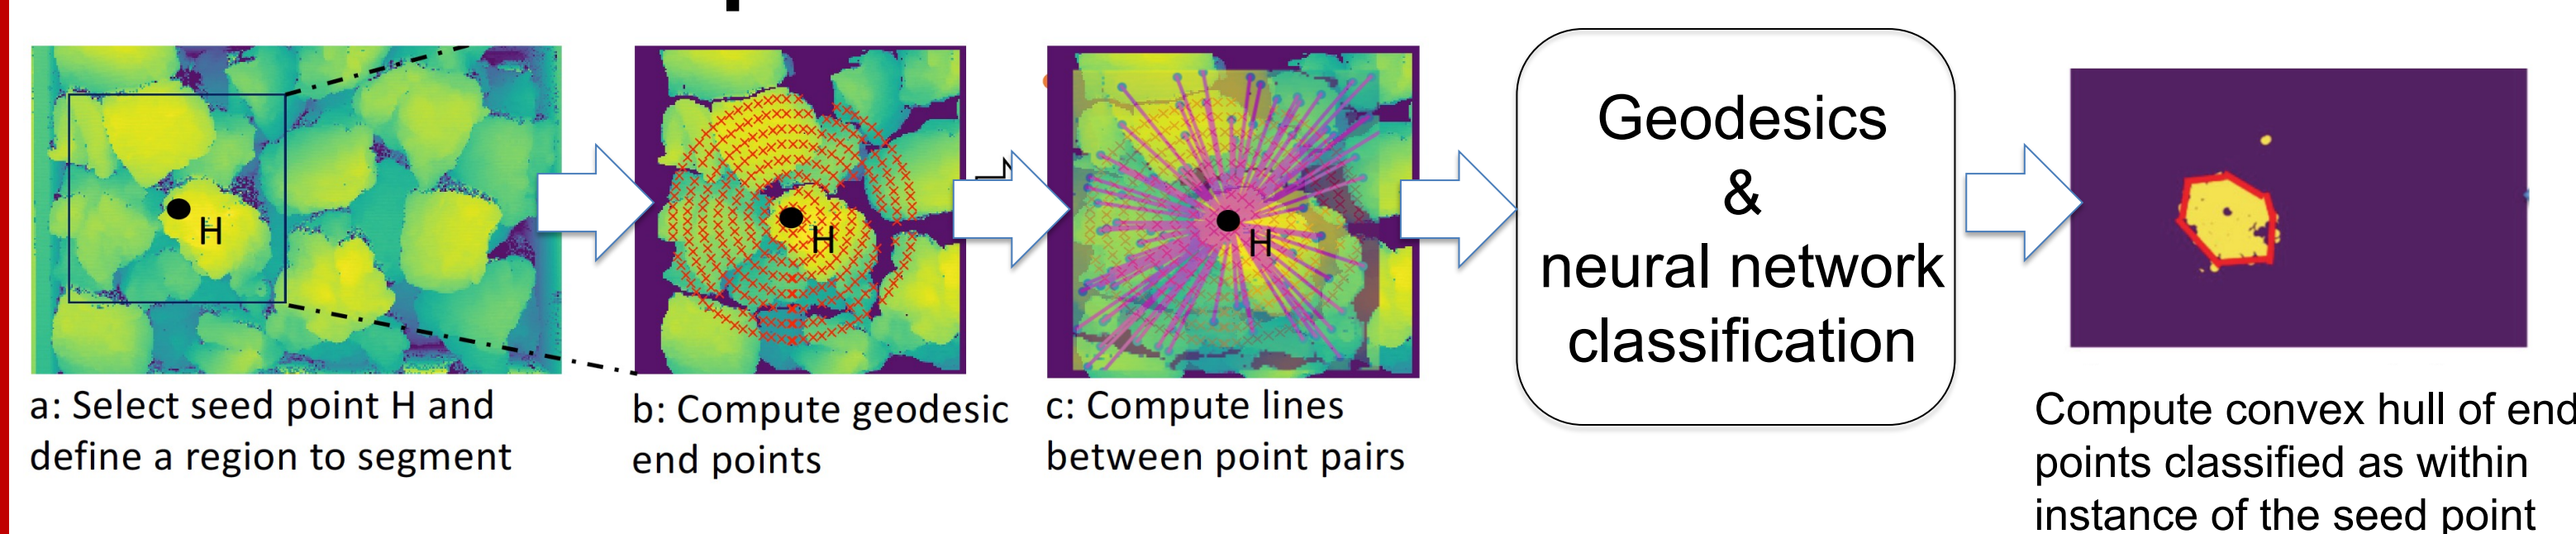 H
a: Select seed point H and
define a region to segment
H
b: Compute geodesic
end points
H
c: Compute lines
between point pairs
Geodesics
&
neural network
classification
Compute convex hull of end
points classified as within
instance of the seed point